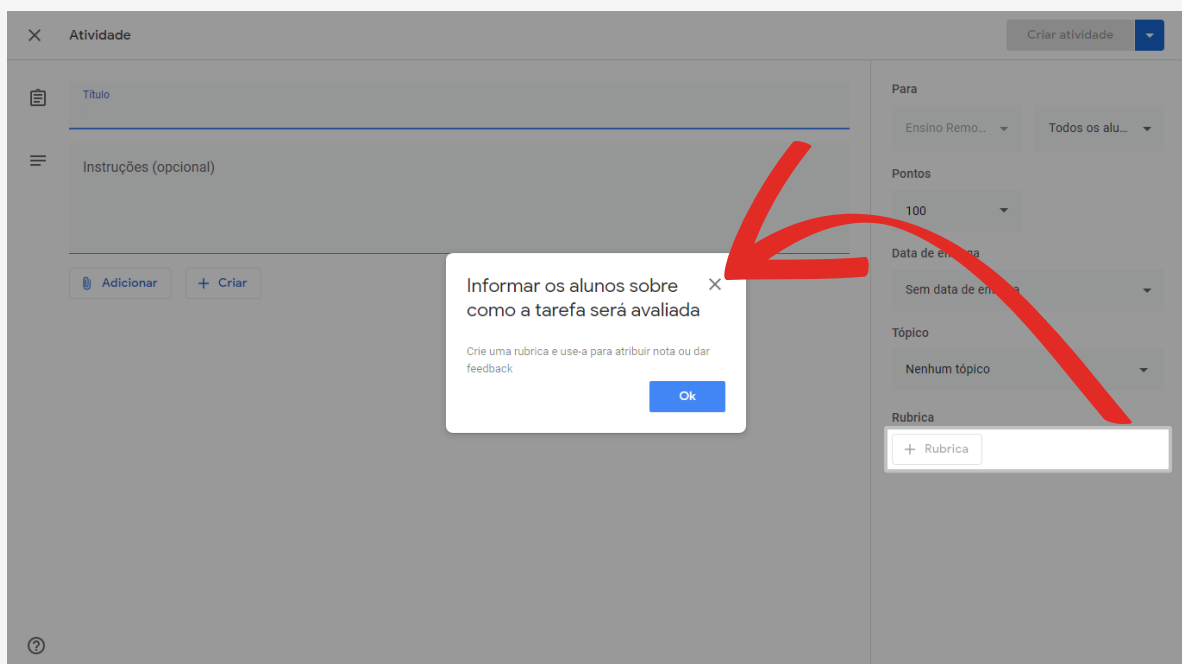 Atividade
Criar atividade
Título
Instruções (opcional)
Adicionar
+ Criar
Informar os alunos sobre
como a tarefa será avaliada
Crie uma rubrica e use-a para atribuir nota ou dar
feedback
Ok
Para
Ensino Remo...
Todos os alu...
Pontos
100
Data de
Sem data de
Tópico
Nenhum tópico
Rubrica
+ Rubrica